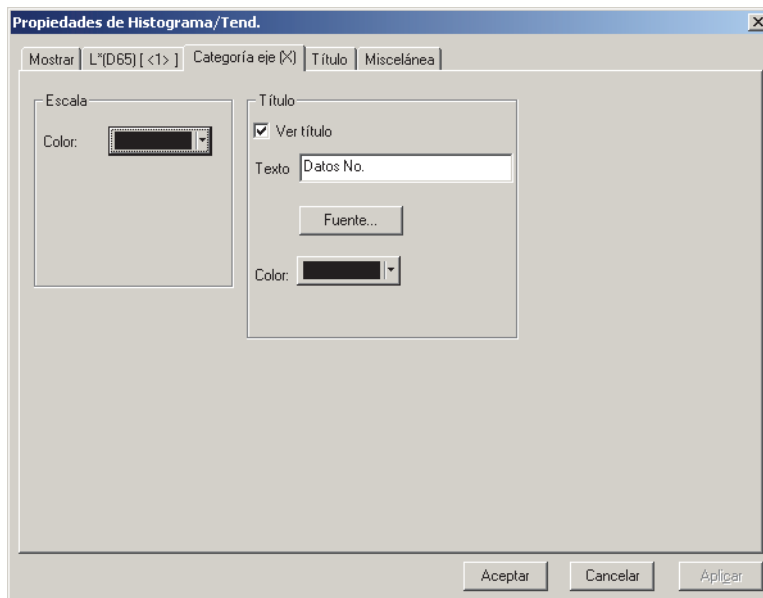 Propiedades de Histograma/Tend.
Mostrar L*(D65) [ <1> ] Categoría eje (X) Título Miscelánea
Escala
Color:
Título
Ver título
Texto Datos No.
Fuente...
Color:
Aceptar Cancelar Aplicar